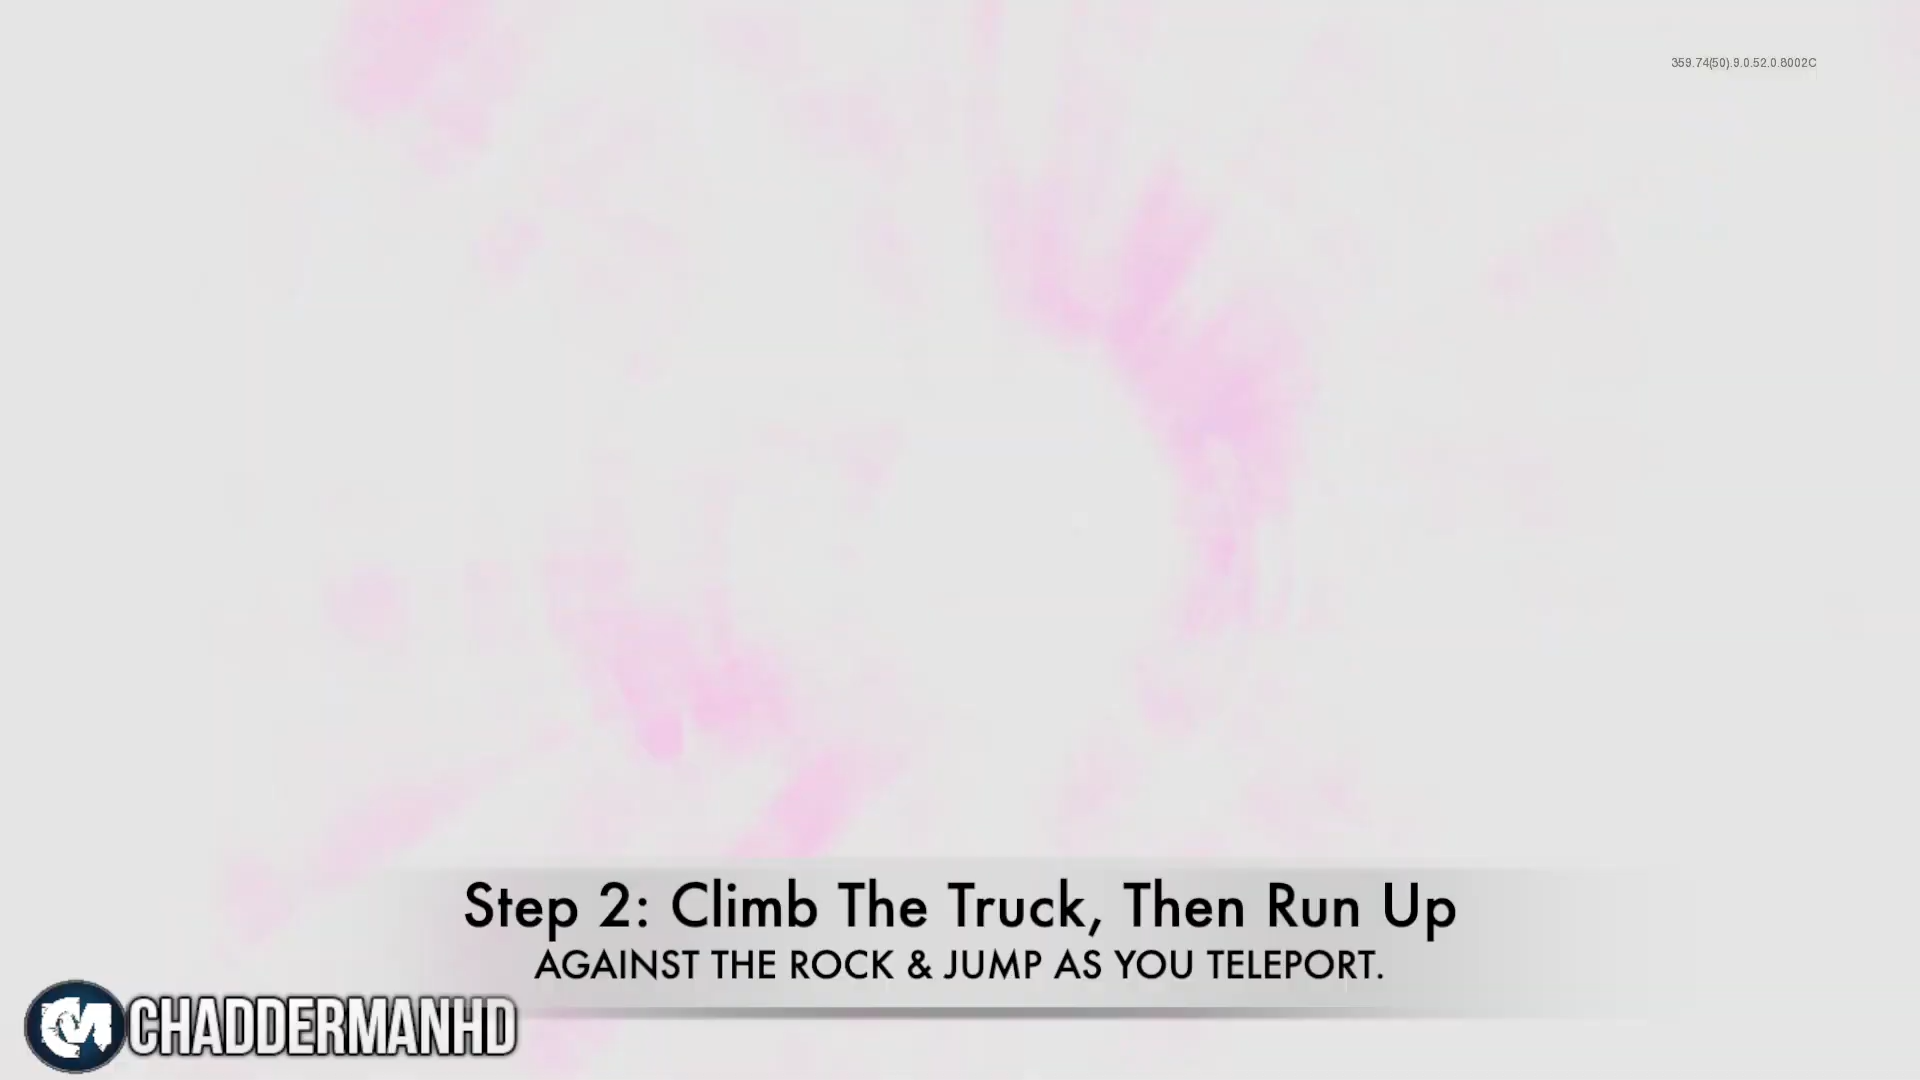 359.74(50).9.0.52.0.8002C
Step 2: Climb The Truck, Then Run Up
AGAINST THE ROCK & JUMP AS YOU TELEPORT.
CM CHADDERMANHD